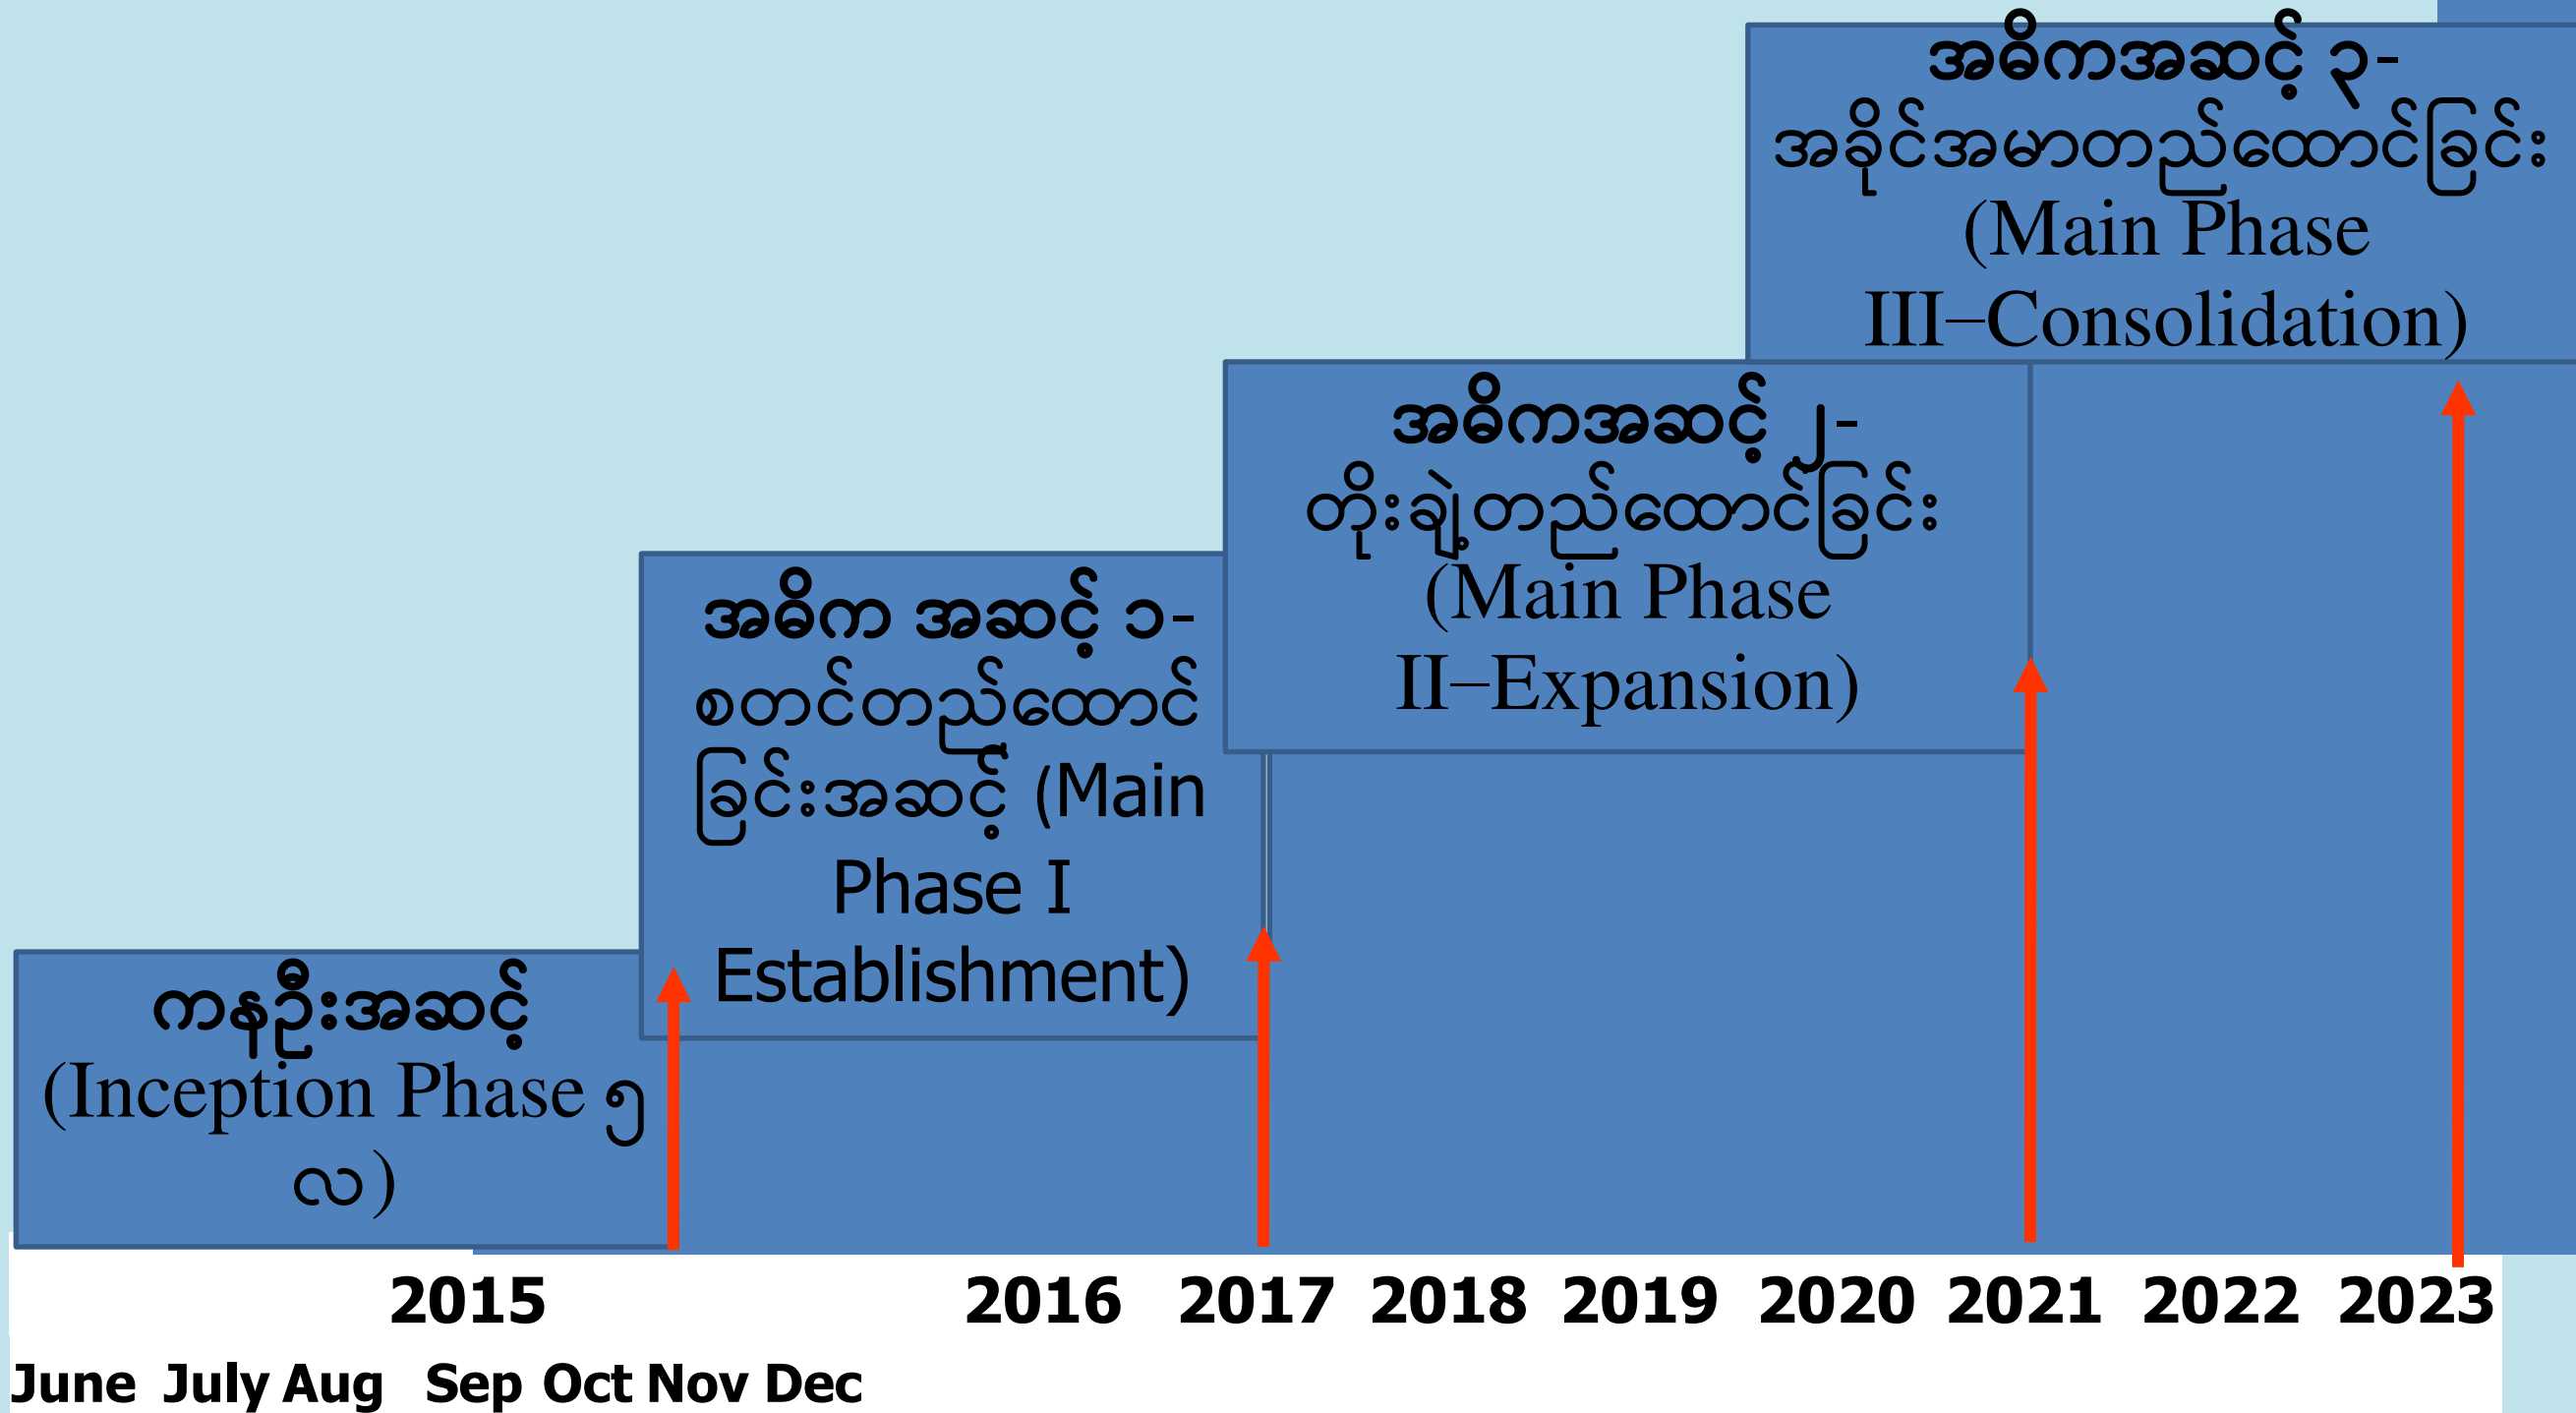 အဓိကအဆင့် ၃-
အခိုင်အမာတည်ထောင်ခြင်း
(Main Phase
III–Consolidation)
အဓိကအဆင့် ၂-
တိုးချဲ့တည်ထောင်ခြင်း
(Main Phase
II–Expansion)
အဓိက အဆင့် ၁-
စတင်တည်ထောင်
ခြင်းအဆင့် (Main
Phase I
Establishment)
ကနဦးအဆင့်
(Inception Phase ၅
လ)
2015 2016 2017 2018 2019 2020 2021 2022 2023
June July Aug Sep Oct Nov Dec